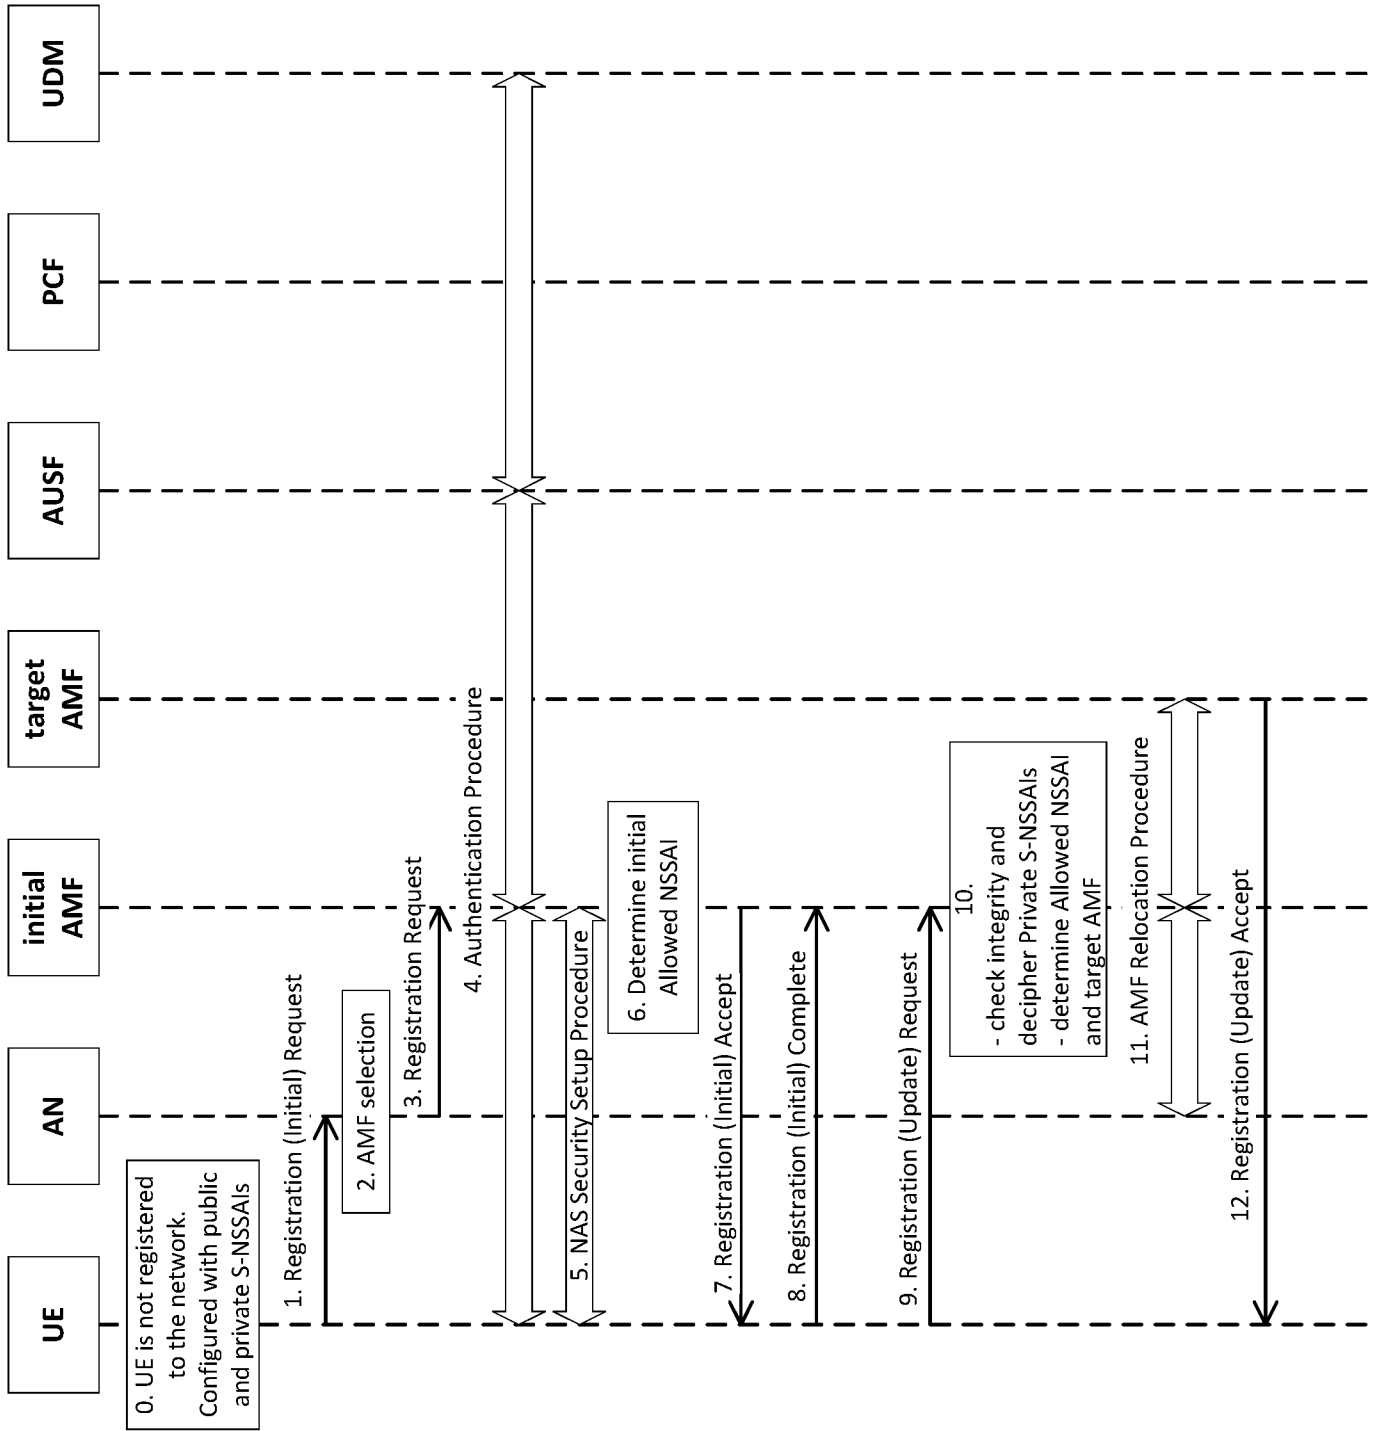 UE
AN
initial
AMF
target
AMF
AUSF
PCF
UDM
0. UE is not registered
to the network.
Configured with public
and private S-NSSAIs
1. Registration (Initial) Request
2. AMF selection
3. Registration Request
4. Authentication Procedure
5. NAS Security Setup Procedure
6. Determine initial
Allowed NSSAI
7. Registration (Initial) Accept
8. Registration (Initial) Complete
9. Registration (Update) Request
10.
- check integrity and
decipher Private S-NSSAIs
- determine Allowed NSSAI
and target AMF
11. AMF Relocation Procedure
12. Registration (Update) Accept